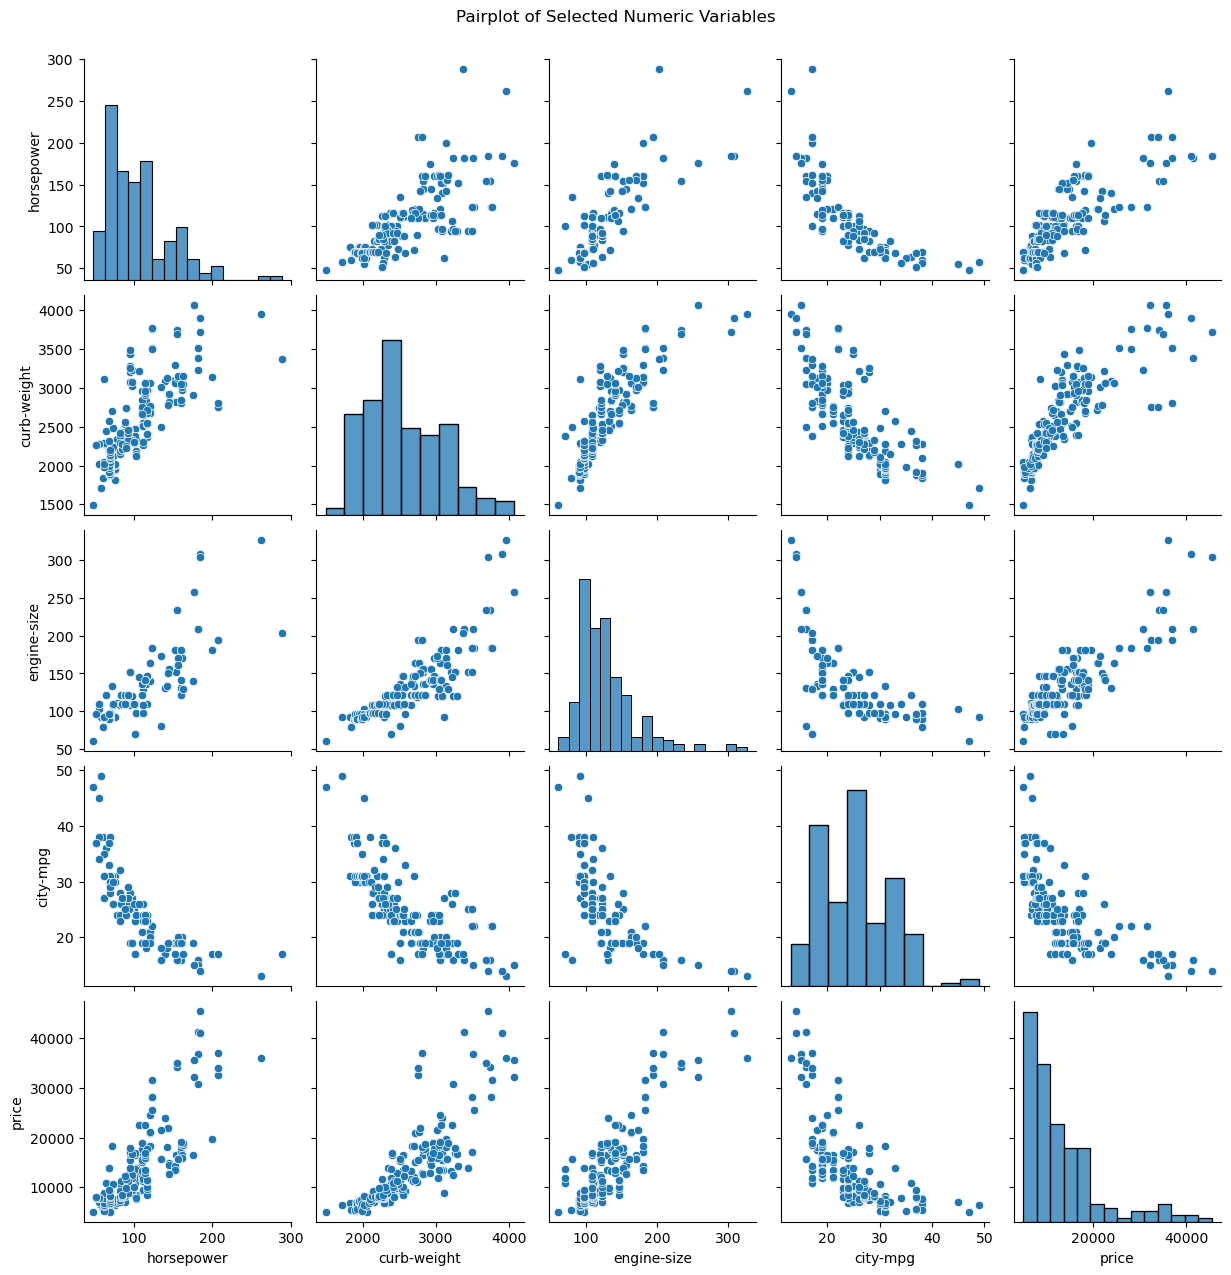 Pairplot of Selected Numeric Variables
300
250
200
150
100
50
horsepower
4000
3500
3000
2500
2000
1500
curb-weight
300
250
200
150
100
50
engine-size
50
40
30
20
city-mpg
40000
30000
20000
10000
price
100 200 300
2000 3000 4000
100 200 300
20 30 40 50
20000 40000
horsepower curb-weight engine-size city-mpg price